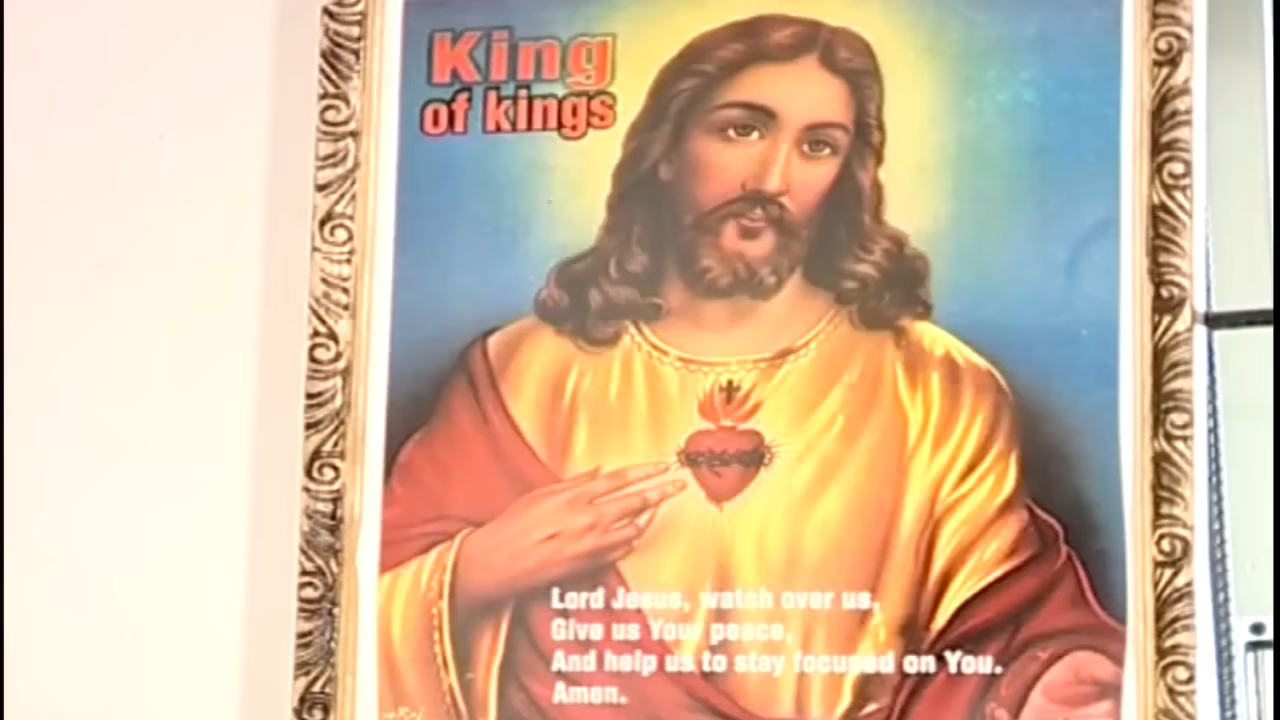 King
of kings
Lord Jesus, watch over us,
Give us Your peace,
And help us to stay focused on You.
Amen.